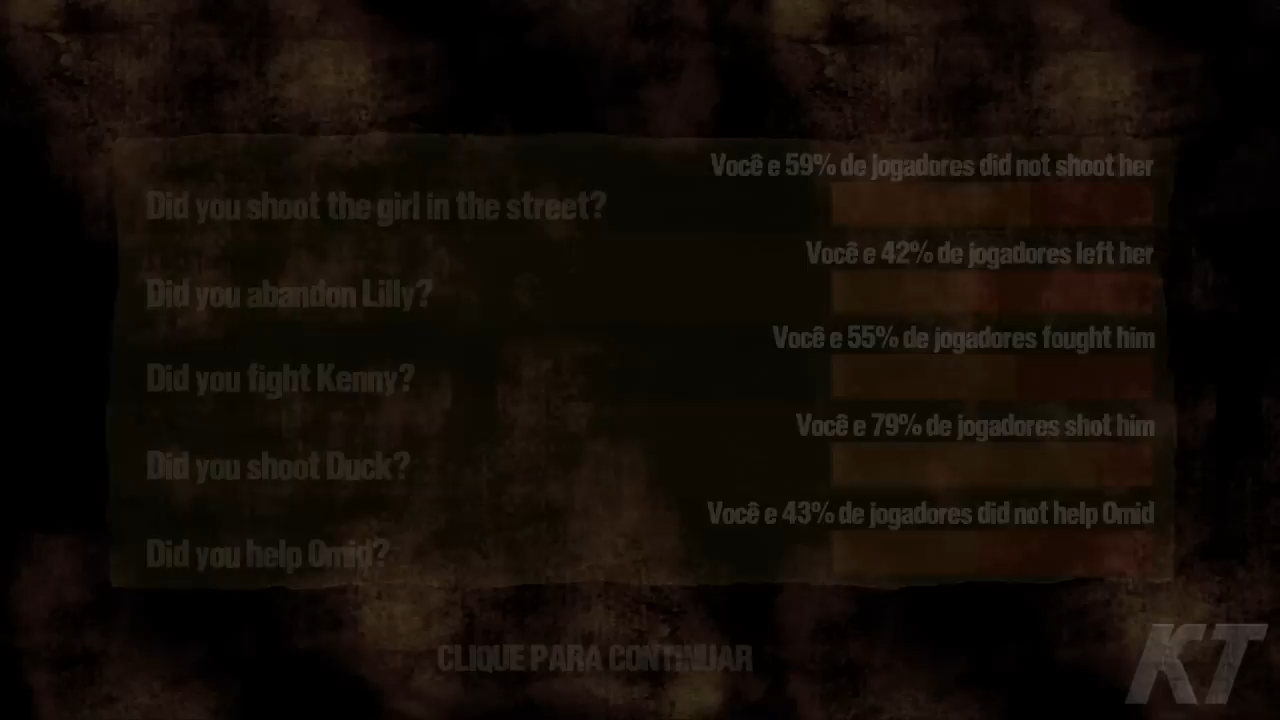 Você e 59% de jogadores did not shoot her
Did you shoot the girl in the street?
Você e 42% de jogadores left her
Did you abandon Lilly?
Você e 55% de jogadores fought him
Did you fight Kenny?
Você e 79% de jogadores shot him
Did you shoot Duck?
Você e 43% de jogadores did not help Omid
Did you help Omid?
CLIQUE PARA CONTINUAR
KT